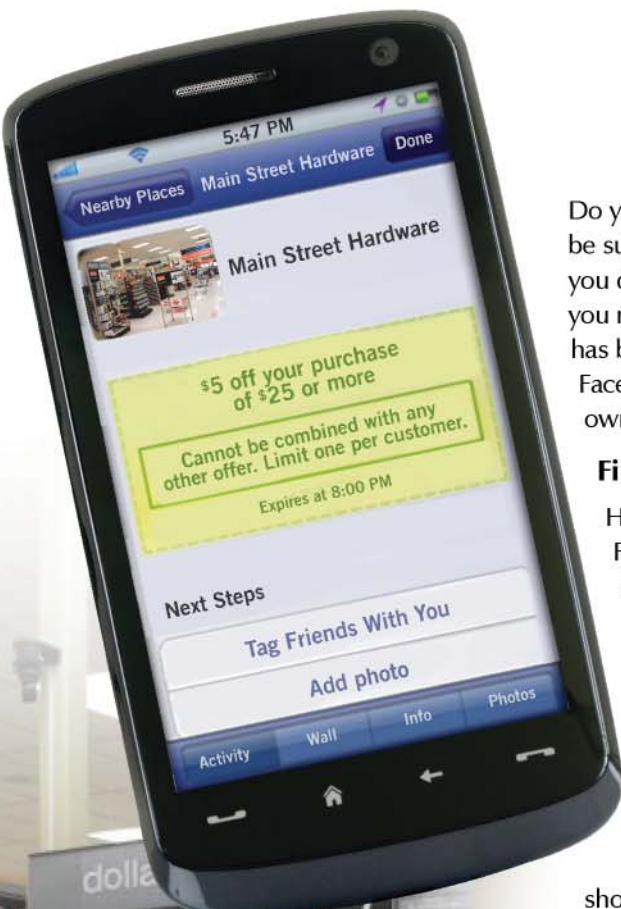 5:47 PM
Nearby Places Main Street Hardware Done
Main Street Hardware
$5 off your purchase
of $25 or more
Cannot be combined with any
other offer. Limit one per customer.
Expires at 8:00 PM
Next Steps
Tag Friends With You
Add photo
Activity Wall Info Photos
Do
be
you
you
has
Face
own
Fi
H
sho